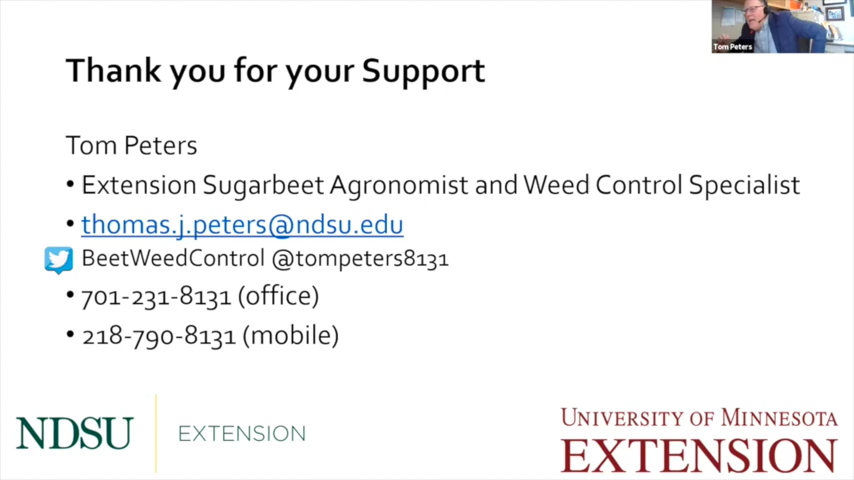 Tom Peters
Thank you for your Support
Tom Peters
• Extension Sugarbeet Agronomist and Weed Control Specialist
• thomas.j.peters@ndsu.edu
BeetWeedControl @tompeters8131
• 701-231-8131 (office)
• 218-790-8131 (mobile)
NDSU EXTENSION
UNIVERSITY OF MINNESOTA
EXTENSION